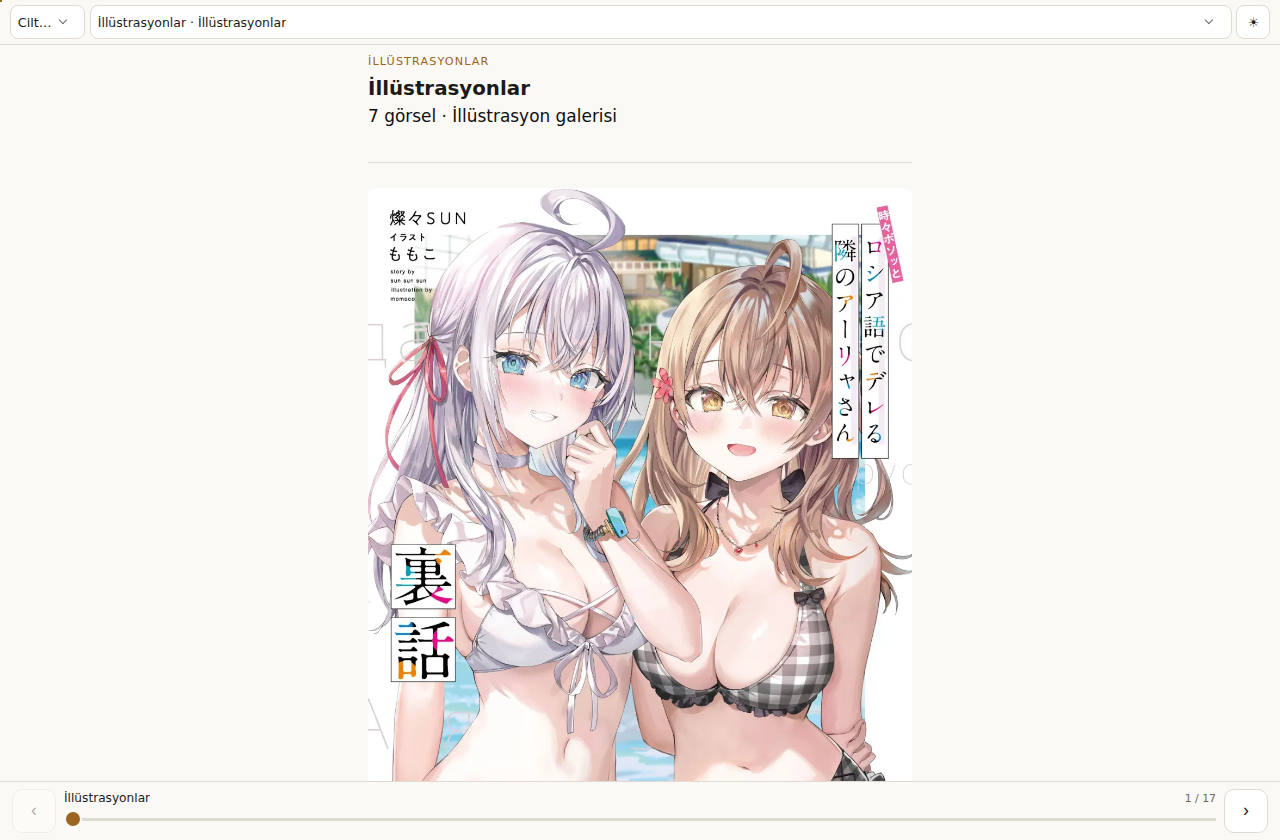 Cilt...
İllüstrasyonlar · İllüstrasyonlar
İLLÜSTRASYONLAR
İllüstrasyonlar
7 görsel · İllüstrasyon galerisi
燦々SUN
イラスト
ももこ
story by
sun sun sun
illustration by
momoco
時々ボソッと
ロシア語でデレる
隣のアーリャさん
裏
話
İllüstrasyonlar
1 / 17